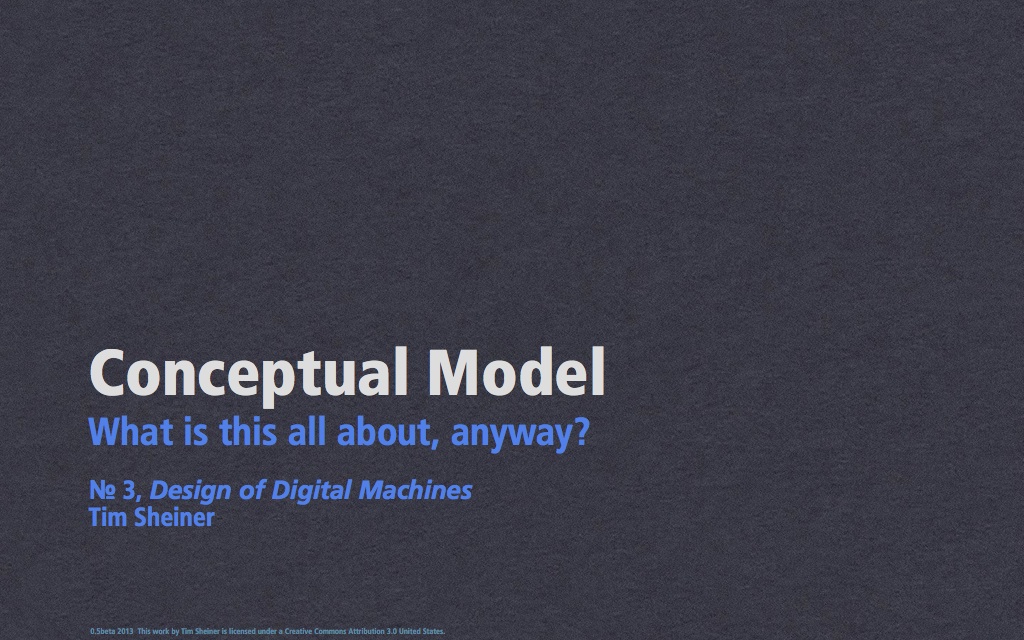 Conceptual Model
What is this all about, anyway?
№ 3, Design of Digital Machines
Tim Sheiner
0.5beta 2013 This work by Tim Sheiner is licensed under a Creative Commons Attribution 3.0 United States.